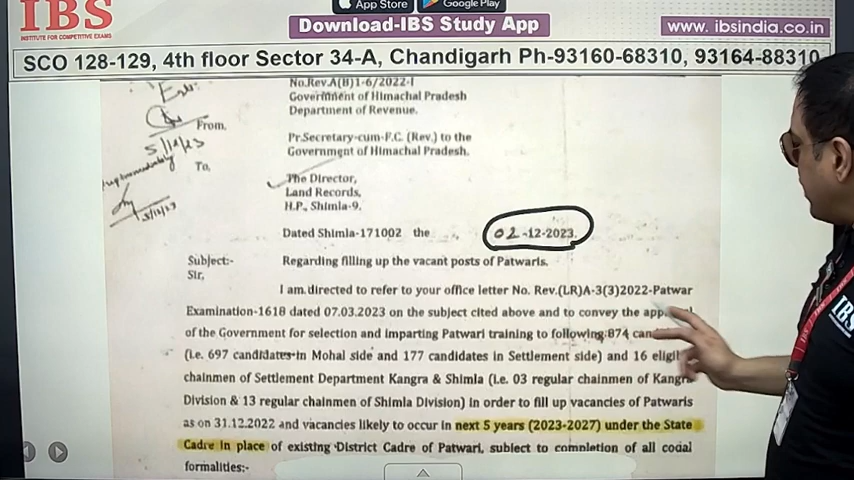 IBS
INSTITUTE FOR COMPETITIVE EXAMS
App Store
Google Play
Download-IBS Study App
www. ibsindia.co.in
SCO 128-129, 4th floor Sector 34-A, Chandigarh Ph-93160-68310, 93164-88310
No.Rev.A(B)1-6/2022-I
Government of Himachal Pradesh
Department of Revenue.
From,
Pr.Secretary-cum-F.C. (Rev.) to the
Government of Himachal Pradesh.
5/12/23
To,
The Director,
Land Records,
H.P., Shimla-9.
5/12/23
Dated Shimla-171002 the 02-12-2023.
Subject:- Regarding filling up the vacant posts of Patwaris.
Sir,
I am directed to refer to your office letter No. Rev.(LR)A-3(3)2022-Patwar
Examination-1618 dated 07.03.2023 on the subject cited above and to convey the
of the Government for selection and imparting Patwari training to following 874
(i.e. 697 candidates in Mohal side and 177 candidates in Settlement side) and 16
chainmen of Settlement Department Kangra & Shimla (i.e. 03 regular chainmen of Kangra
Division & 13 regular chainmen of Shimla Division) in order to fill up vacancies of Patwaris
as on 31.12.2022 and vacancies likely to occur in next 5 years (2023-2027) under the State
Cadre in place of existing District Cadre of Patwari, subject to completion of all codal
formalities:-
IBS